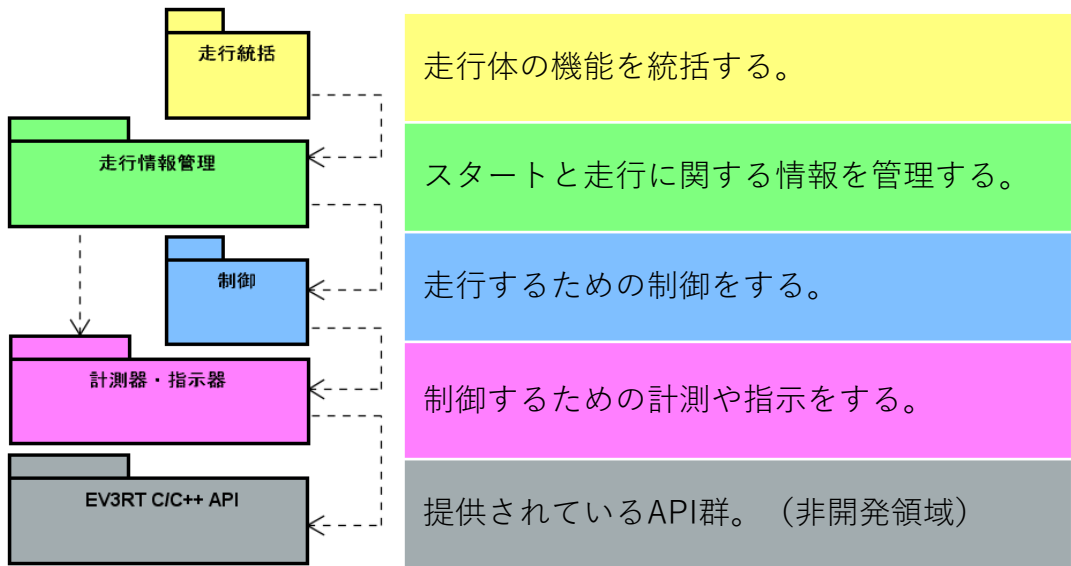 走行統括
走行体の機能を統括する。
走行情報管理
スタートと走行に関する情報を管理する。
制御
走行するための制御をする。
計測器・指示器
制御するための計測や指示をする。
EV3RT C/C++ API
提供されているAPI群。（非開発領域）